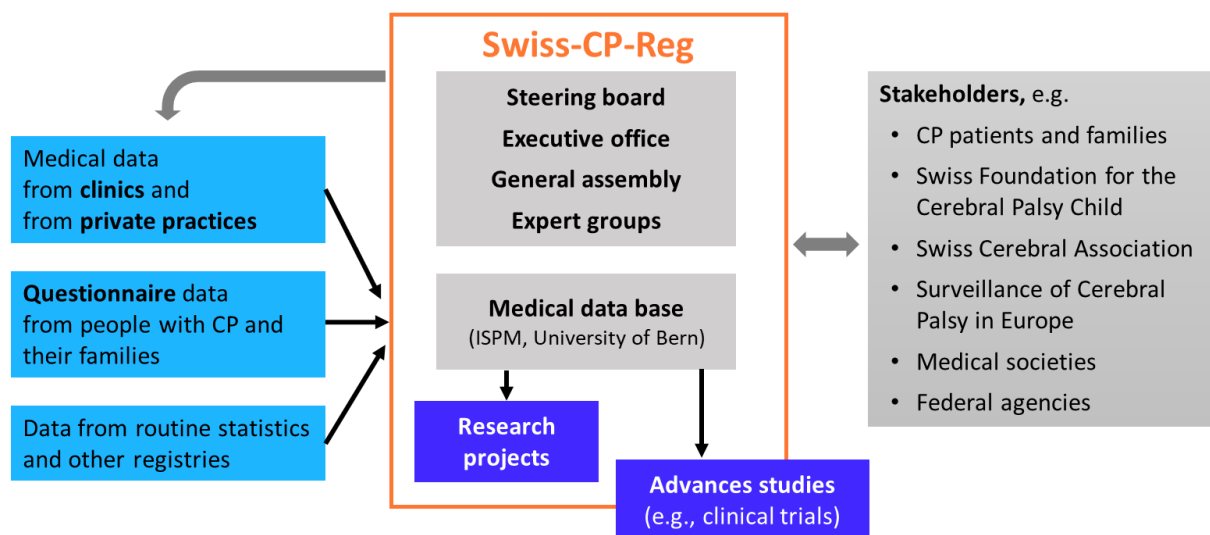 Swiss-CP-Reg
Steering board
Executive office
General assembly
Expert groups
Medical data base
(ISPM, University of Bern)
Research
projects
Advances studies
(e.g., clinical trials)
Medical data
from clinics and
from private practices
Questionnaire data
from people with CP and
their families
Data from routine statistics
and other registries
Stakeholders, e.g.
• CP patients and families
• Swiss Foundation for the
Cerebral Palsy Child
• Swiss Cerebral Association
• Surveillance of Cerebral
Palsy in Europe
• Medical societies
• Federal agencies